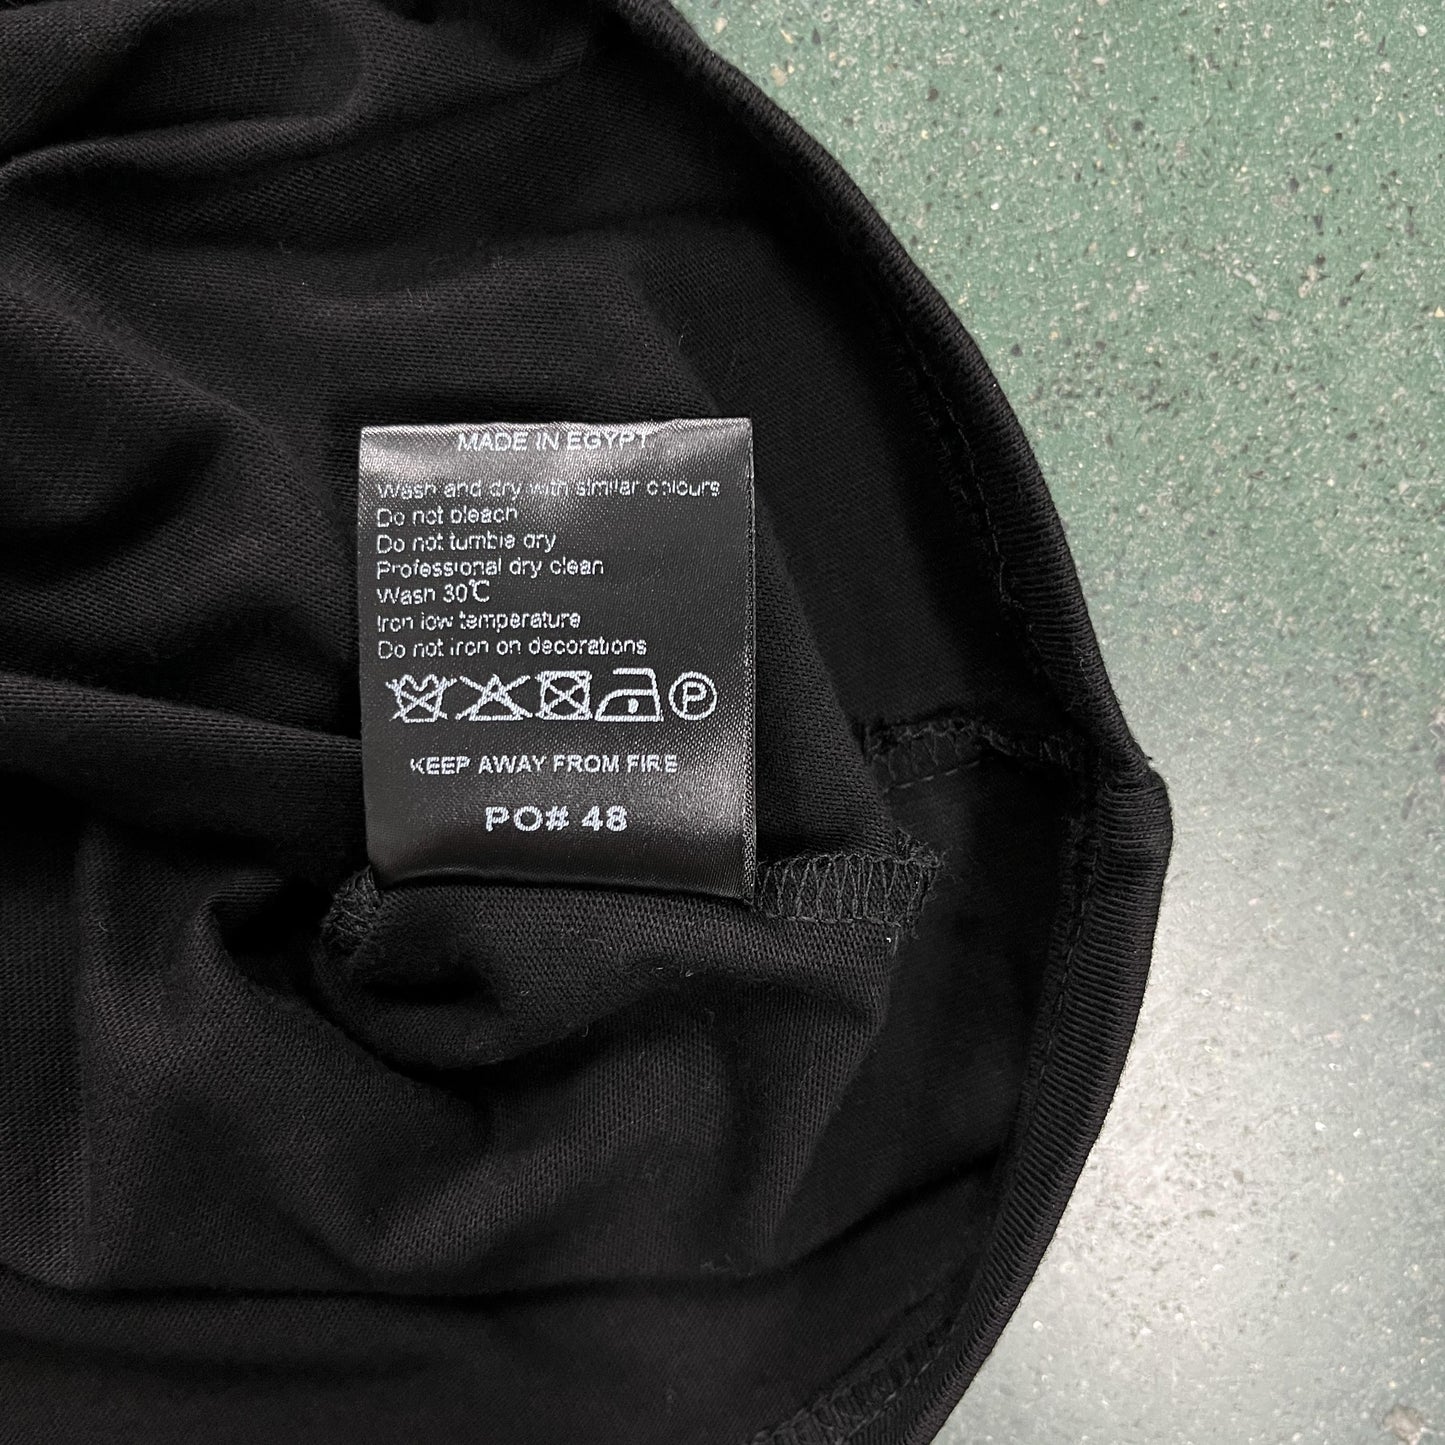 MADE IN EGYPT
Wash and dry with similar colours
Do not bleach
Do not tumble dry
Professional dry clean
Wash 30℃
Iron low temperature
Do not iron on decorations
P
KEEP AWAY FROM FIRE
PO# 48